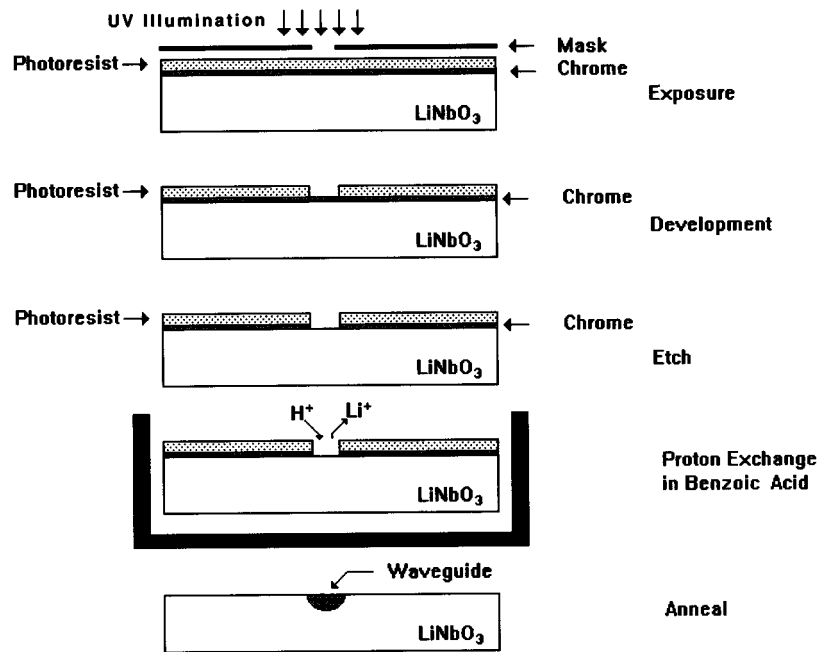 UV Illumination
Mask
Photoresist
Chrome
Exposure
LiNbO3
Photoresist
Chrome
Development
LiNbO3
Photoresist
Chrome
Etch
LiNbO3
H+ Li+
Proton Exchange
in Benzoic Acid
LiNbO3
Waveguide
Anneal
LiNbO3